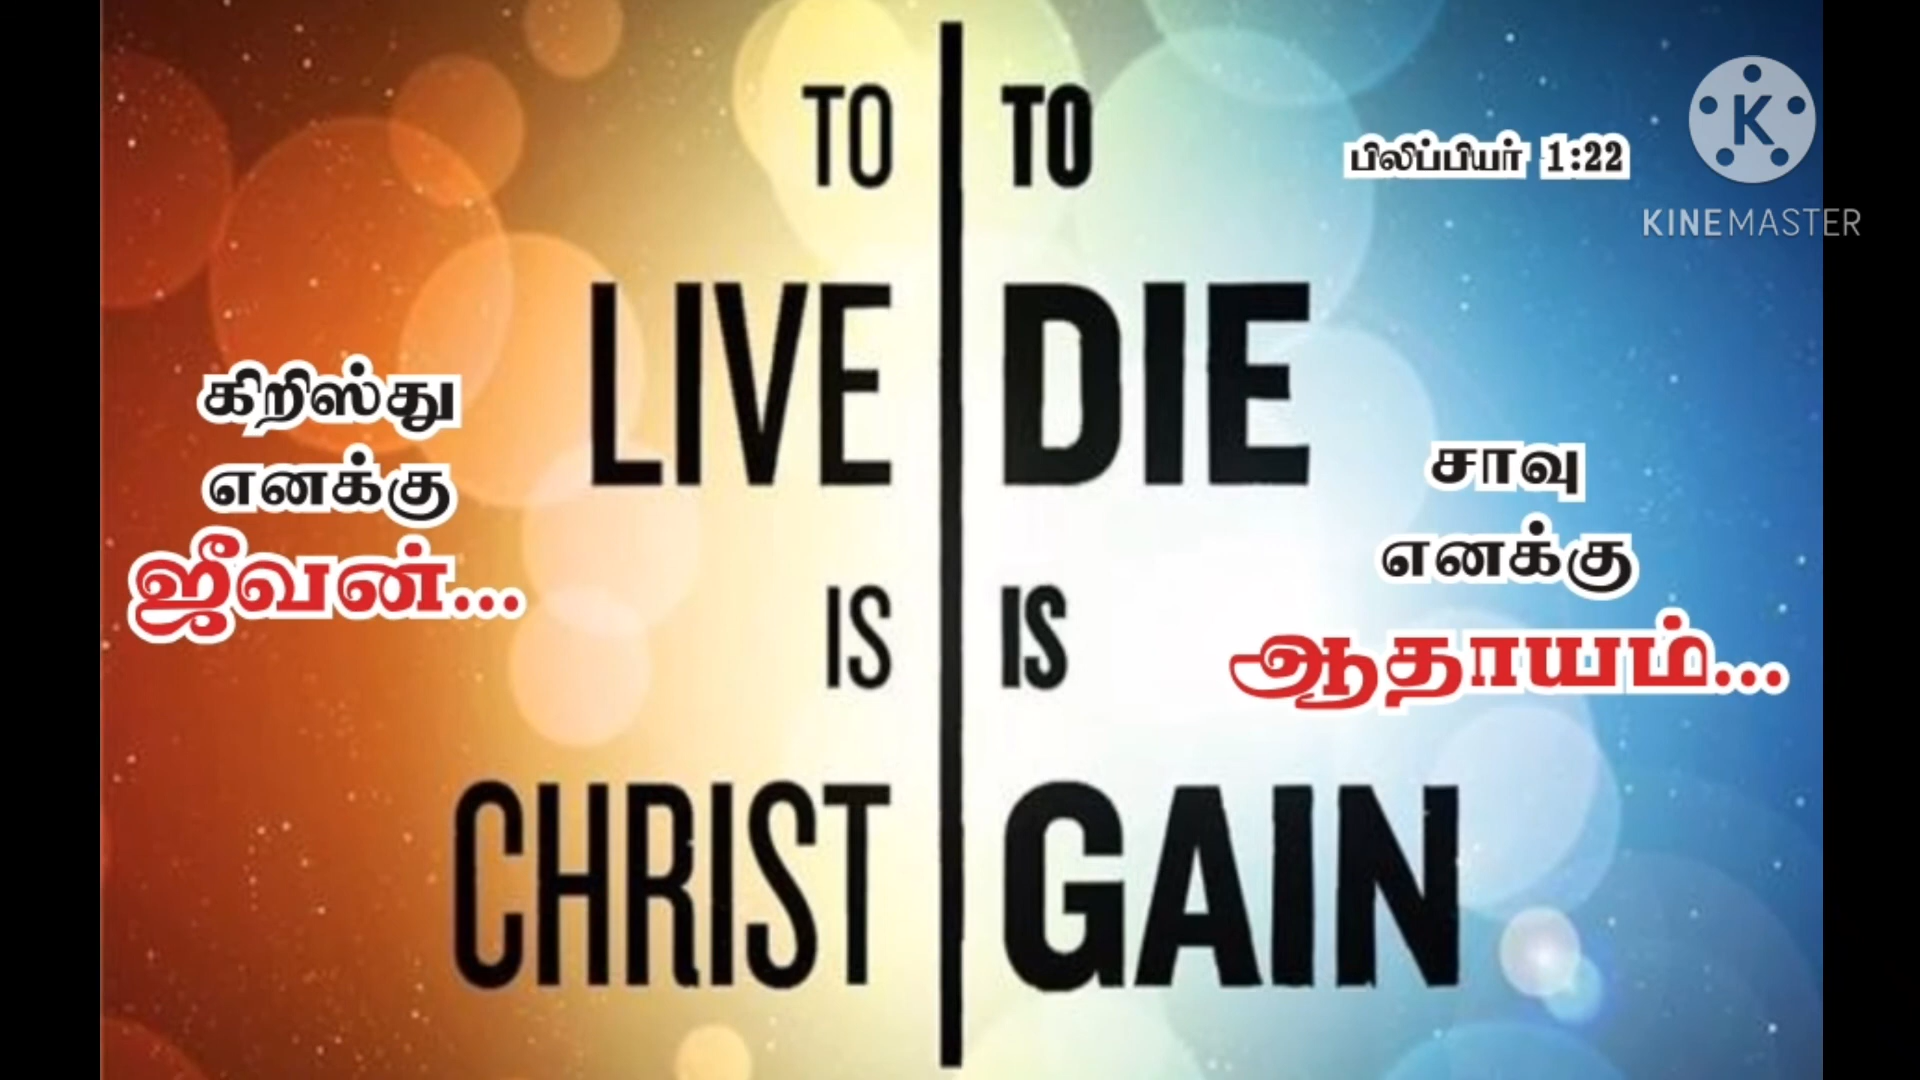 TO
LIVE
IS
CHRIST
TO
DIE
IS
GAIN
கிறிஸ்து
எனக்கு
ஜீவன்...
பிலிப்பியர் 1:22
சாவு
எனக்கு
ஆதாயம்...
K
KINEMASTER